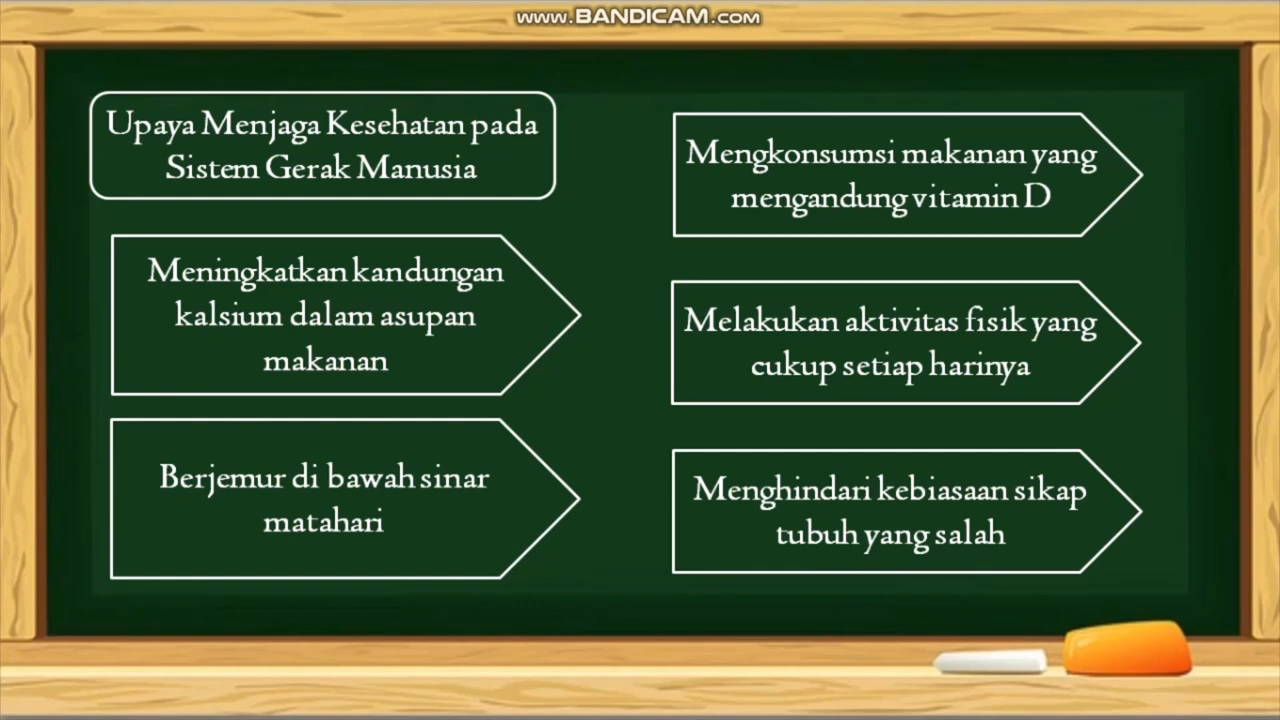 www.BANDICAM.com
Upaya Menjaga Kesehatan pada
Sistem Gerak Manusia
Meningkatkan kandungan
kalsium dalam asupan
makanan
Berjemur di bawah sinar
matahari
Mengkonsumsi makanan yang
mengandung vitamin D
Melakukan aktivitas fisik yang
cukup setiap harinya
Menghindari kebiasaan sikap
tubuh yang salah